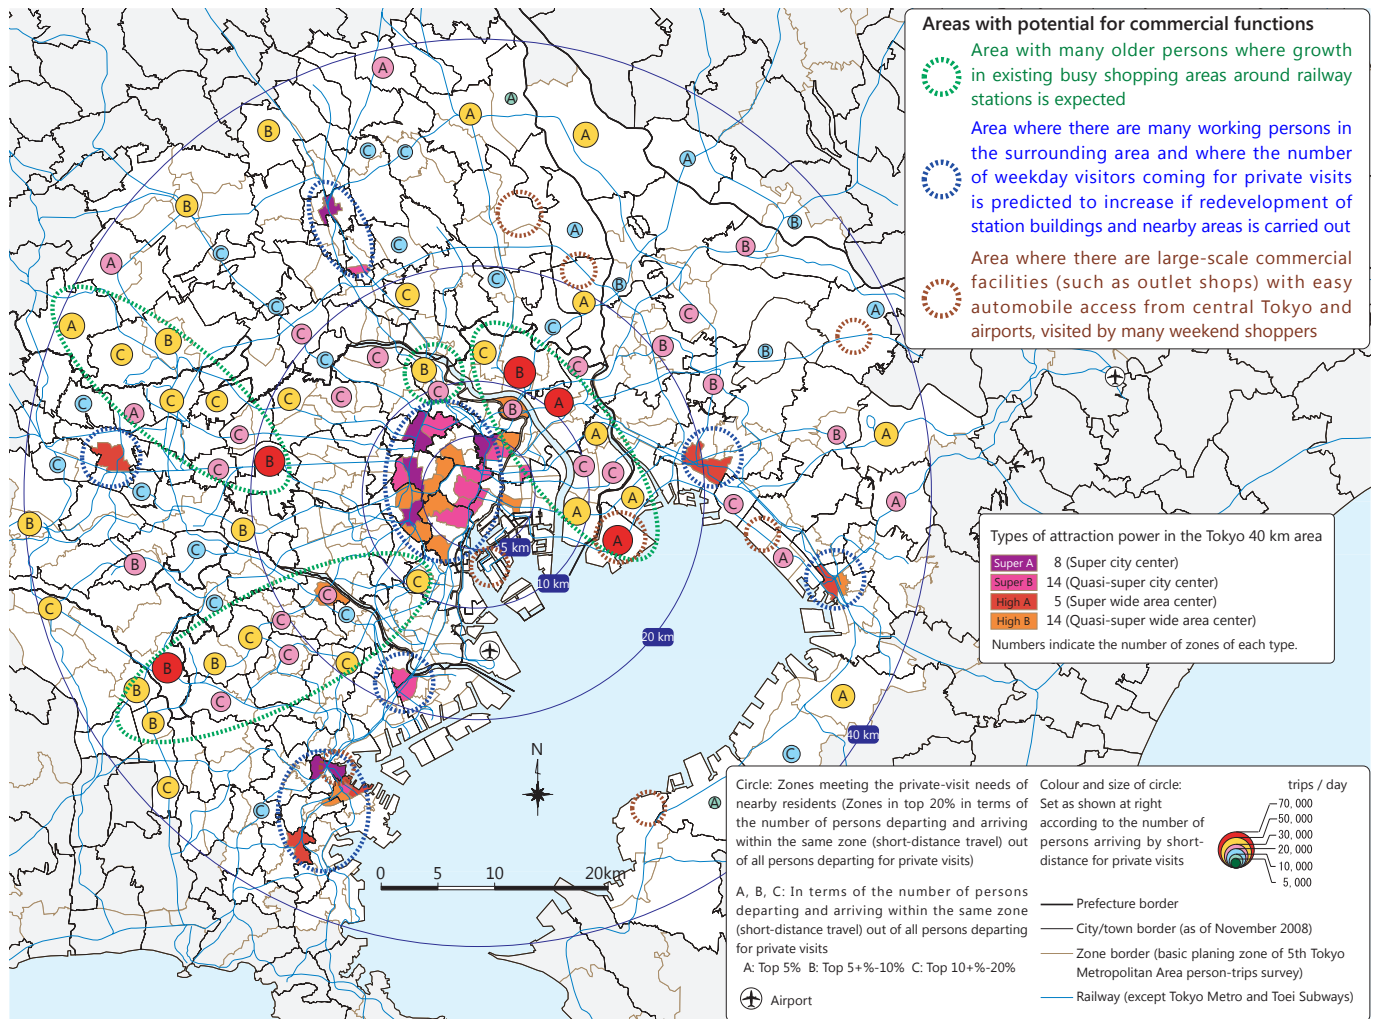 Areas with potential for commercial functions
Area with many older persons where growth
in existing busy shopping areas around railway
stations is expected
Area where there are many working persons in
the surrounding area and where the number
of weekday visitors coming for private visits
is predicted to increase if redevelopment of
station buildings and nearby areas is carried out
Area where there are large-scale commercial
facilities (such as outlet shops) with easy
automobile access from central Tokyo and
airports, visited by many weekend shoppers
A
A
A
B
A
C
C
A
B
B
A
C
C
B
A
C
B
C
A
C
C
A
C
C
A
C
B
B
A
B
C
C
C
B
C
B
C
B
C
A
C
C
C
C
B
A
B
C
A
B
A
C
C
B
C
C
C
C
A
A
C
A
B
B
A
A
C
B
C
5 km
10 km
C
C
C
C
C
C
B
C
B
C
C
B
B
C
20 km
A
40 km
C
C
C
A
Types of attraction power in the Tokyo 40 km area
Super A 8 (Super city center)
Super B 14 (Quasi-super city center)
High A 5 (Super wide area center)
High B 14 (Quasi-super wide area center)
Numbers indicate the number of zones of each type.
N
0 5 10 20km
Circle: Zones meeting the private-visit needs of
nearby residents (Zones in top 20% in terms of
the number of persons departing and arriving
within the same zone (short-distance travel) out
of all persons departing for private visits)
A, B, C: In terms of the number of persons
departing and arriving within the same zone
(short-distance travel) out of all persons departing
for private visits
A: Top 5% B: Top 5+%-10% C: Top 10+%-20%
Airport
Colour and size of circle:
Set as shown at right
according to the number of
persons arriving by short-
distance for private visits
trips / day
70, 000
50, 000
30, 000
20, 000
10, 000
5, 000
Prefecture border
City/town border (as of November 2008)
Zone border (basic planing zone of 5th Tokyo
Metropolitan Area person-trips survey)
Railway (except Tokyo Metro and Toei Subways)